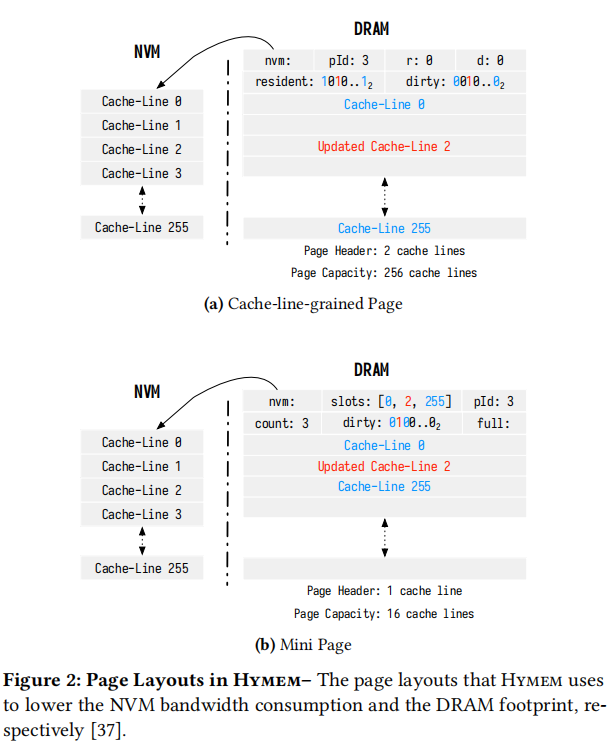 DRAM
NVM
nvm: pId: 3 r: 0 d: 0
resident: 1010..1₂ dirty: 0010..0₂
Cache-Line 0 Cache-Line 0
Cache-Line 1
Cache-Line 2 Updated Cache-Line 2
Cache-Line 3
Cache-Line 255 Cache-Line 255
Page Header: 2 cache lines
Page Capacity: 256 cache lines
(a) Cache-line-grained Page
DRAM
NVM
nvm: slots: [0, 2, 255] pId: 3
count: 3 dirty: 0100..0₂ full:
Cache-Line 0 Cache-Line 0
Cache-Line 1 Updated Cache-Line 2
Cache-Line 2 Cache-Line 255
Cache-Line 3
Cache-Line 255
Page Header: 1 cache line
Page Capacity: 16 cache lines
(b) Mini Page
Figure 2: Page Layouts in Hymem– The page layouts that Hymem uses
to lower the NVM bandwidth consumption and the DRAM footprint, re-
spectively [37].